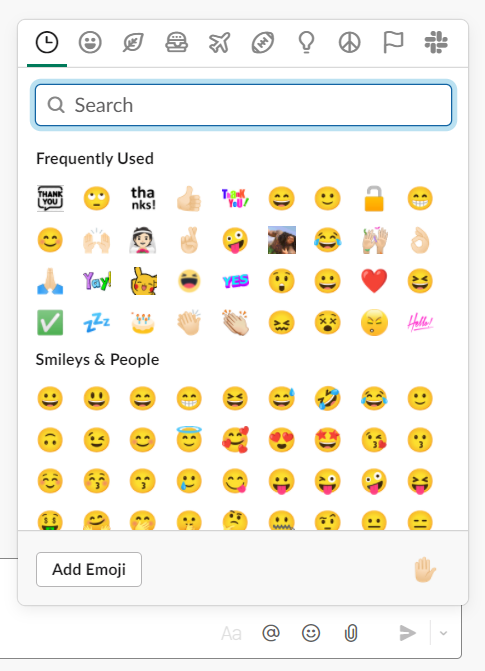 Search
Frequently Used
THANK YOU
tha
nks!
Thank
You!
Yay!
YES
Hello!
Smileys & People
Add Emoji
Aa